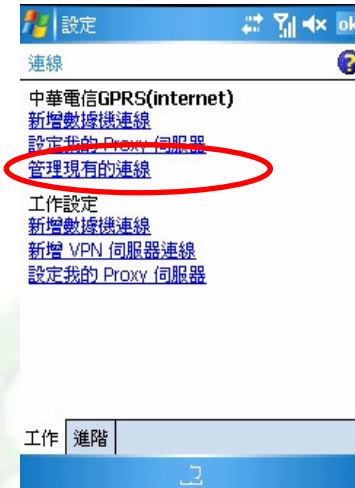 設定
ok
連線
中華電信GPRS(internet)
新增數據機連線
設定我的 Proxy 伺服器
管理現有的連線
工作設定
新增數據機連線
新增 VPN 伺服器連線
設定我的 Proxy 伺服器
工作 進階